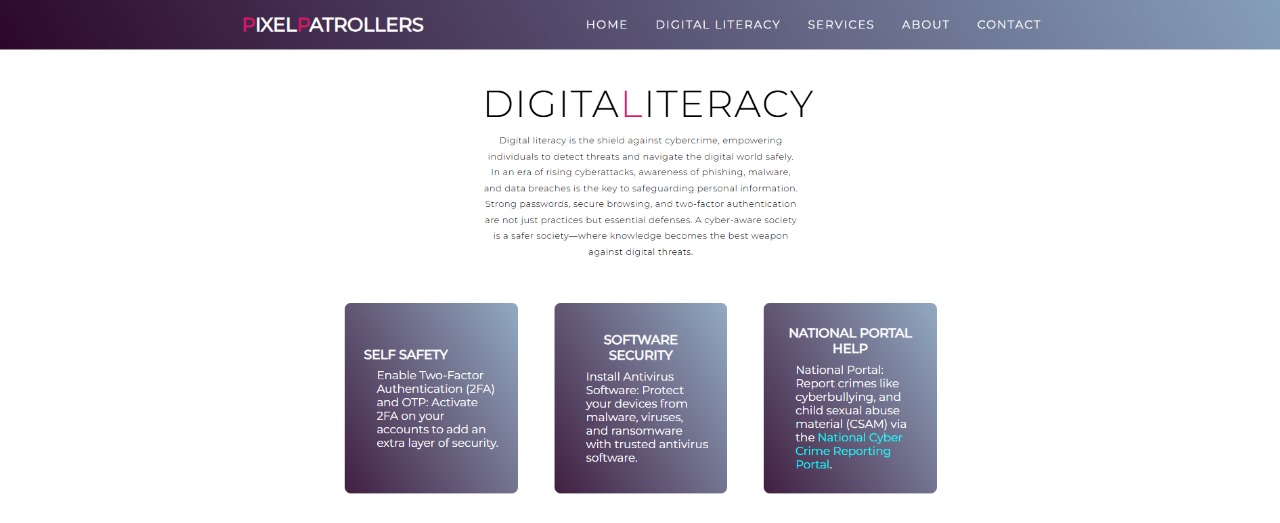 PIXELPATROLLERS
HOME DIGITAL LITERACY SERVICES ABOUT CONTACT
DIGITALITERACY
Digital literacy is the shield against cybercrime, empowering
individuals to detect threats and navigate the digital world safely.
In an era of rising cyberattacks, awareness of phishing, malware,
and data breaches is the key to safeguarding personal information.
Strong passwords, secure browsing, and two-factor authentication
are not just practices but essential defenses. A cyber-aware society
is a safer society—where knowledge becomes the best weapon
against digital threats.
SELF SAFETY
Enable Two-Factor
Authentication (2FA)
and OTP: Activate
2FA on your
accounts to add an
extra layer of security.
SOFTWARE
SECURITY
Install Antivirus
Software: Protect
your devices from
malware, viruses,
and ransomware
with trusted antivirus
software.
NATIONAL PORTAL
HELP
National Portal:
Report crimes like
cyberbullying, and
child sexual abuse
material (CSAM) via
the National Cyber
Crime Reporting
Portal.